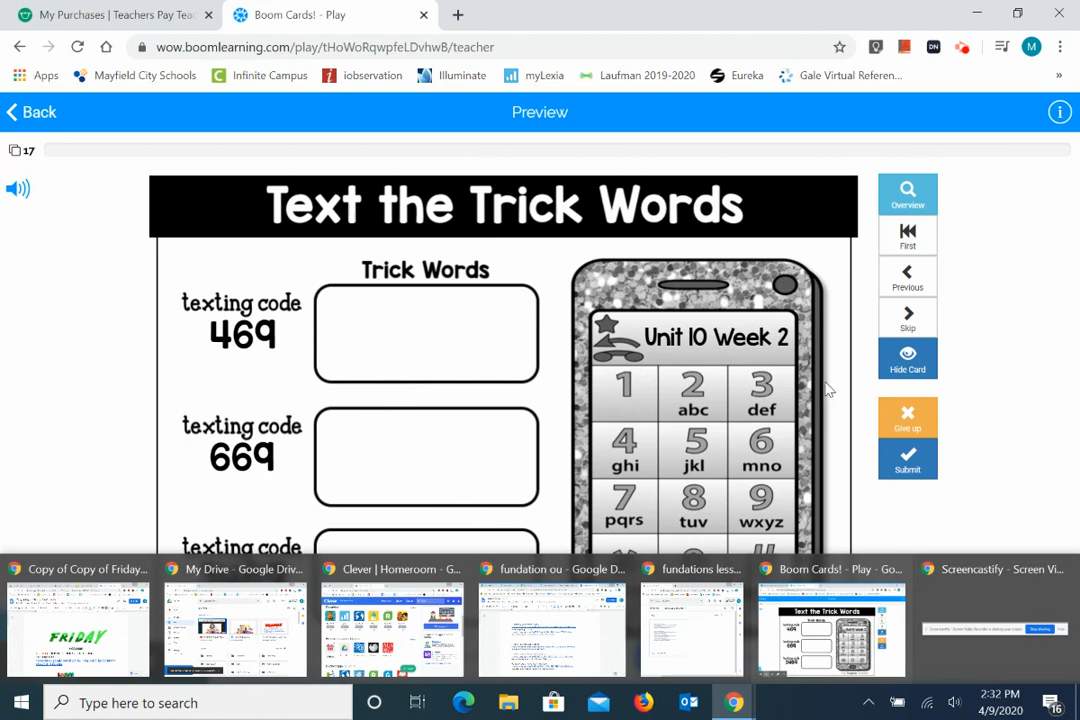 My Purchases | Teachers Pay Teac
Boom Cards! - Play
www.boomlearning.com/play/tHoWoRqwpfeLDvhwB/teacher
DN
M
Apps
Mayfield City Schools
Infinite Campus
iobservation
Illuminate
myLexia
Laufman 2019-2020
Eureka
Gale Virtual Referen...
»
Back
Preview
17
Text the Trick Words
Overview
First
Previous
Skip
Hide Card
Give up
Submit
Trick Words
texting code
469
texting code
669
texting code
Unit 10 Week 2
1
2
3
abc
def
4
5
6
ghi
jkl
mno
7
8
9
pqrs
tuv
wxyz
Copy of Copy of Friday...
My Drive - Google Driv...
Clever | Homeroom - G...
fundation ou - Google D...
fundations less...
Boom Cards! - Play - Go...
Screencastify - Screen Vi...
FRIDAY
Text the Trick Words
Type here to search
2:32 PM
4/9/2020
16